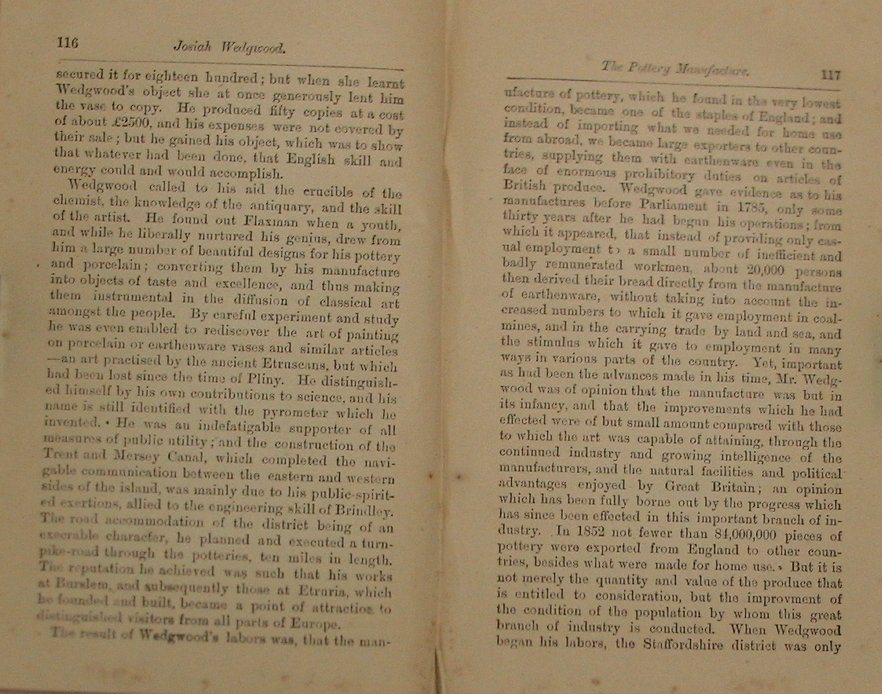 116
Josiah Wedgwood.
secured it for eighteen hundred; but when she learnt
Wedgwood's object she at once generously lent him
the vase to copy. He produced fifty copies at a cost
of about £2500, and his expenses were not covered by
their sale; but he gained his object, which was to show
that whatever had been done, that English skill and
energy could and would accomplish.
Wedgwood called to his aid the crucible of the
chemist, the knowledge of the antiquary, and the skill
of the artist. He found out Flaxman when a youth,
and while he liberally nurtured his genius, drew from
him a large number of beautiful designs for his pottery
and porcelain; converting them by his manufacture
into objects of taste and excellence, and thus making
them instrumental in the diffusion of classical art
amongst the people. By careful experiment and study
he was even enabled to rediscover the art of painting
on porcelain or earthenware vases and similar articles
—an art practised by the ancient Etruscans, but which
had been lost since the time of Pliny. He distinguish-
ed himself by his own contributions to science, and his
name is still identified with the pyrometer which he
invented. He was an indefatigable supporter of all
measures of public utility; and the construction of the
Trent and Mersey Canal, which completed the navi-
gable communication between the eastern and western
sides of the island, was mainly due to his public-spirit-
ed exertions, allied to the engineering skill of Brindley.
The road accommodation of the district being of an
execrable character, he planned and executed a turn-
pike-road through the potteries, ten miles in length.
The reputation he achieved was such that his works
at Burslem, and subsequently those at Etruria, which
he founded and built, became a point of attraction to
distinguished visitors from all parts of Europe.
The result of Wedgwood's labors was, that the man-
The Pottery Manufacture.
117
ufacture of pottery, which he found in the very lowest
condition, became one of the staples of England; and
instead of importing what we needed for home use
from abroad, we became large exporters to other coun-
tries, supplying them with earthenware even in the
face of enormous prohibitory duties on articles of
British produce. Wedgwood gave evidence as to his
manufactures before Parliament in 1785, only some
thirty years after he had begun his operations; from
which it appeared, that instead of providing only cas-
ual employment to a small number of inefficient and
badly remunerated workmen, about 20,000 persons
then derived their bread directly from the manufacture
of earthenware, without taking into account the in-
creased numbers to which it gave employment in coal-
mines, and in the carrying trade by land and sea, and
the stimulus which it gave to employment in many
ways in various parts of the country. Yet, important
as had been the advances made in his time, Mr. Wedg-
wood was of opinion that the manufacture was but in
its infancy, and that the improvements which he had
effected were of but small amount compared with those
to which the art was capable of attaining, through the
continued industry and growing intelligence of the
manufacturers, and the natural facilities and political
advantages enjoyed by Great Britain; an opinion
which has been fully borne out by the progress which
has since been effected in this important branch of in-
dustry. In 1852 not fewer than 84,000,000 pieces of
pottery were exported from England to other coun-
tries, besides what were made for home use. But it is
not merely the quantity and value of the produce that
is entitled to consideration, but the improvment of
the condition of the population by whom this great
branch of industry is conducted. When Wedgwood
began his labors, the Staffordshire district was only